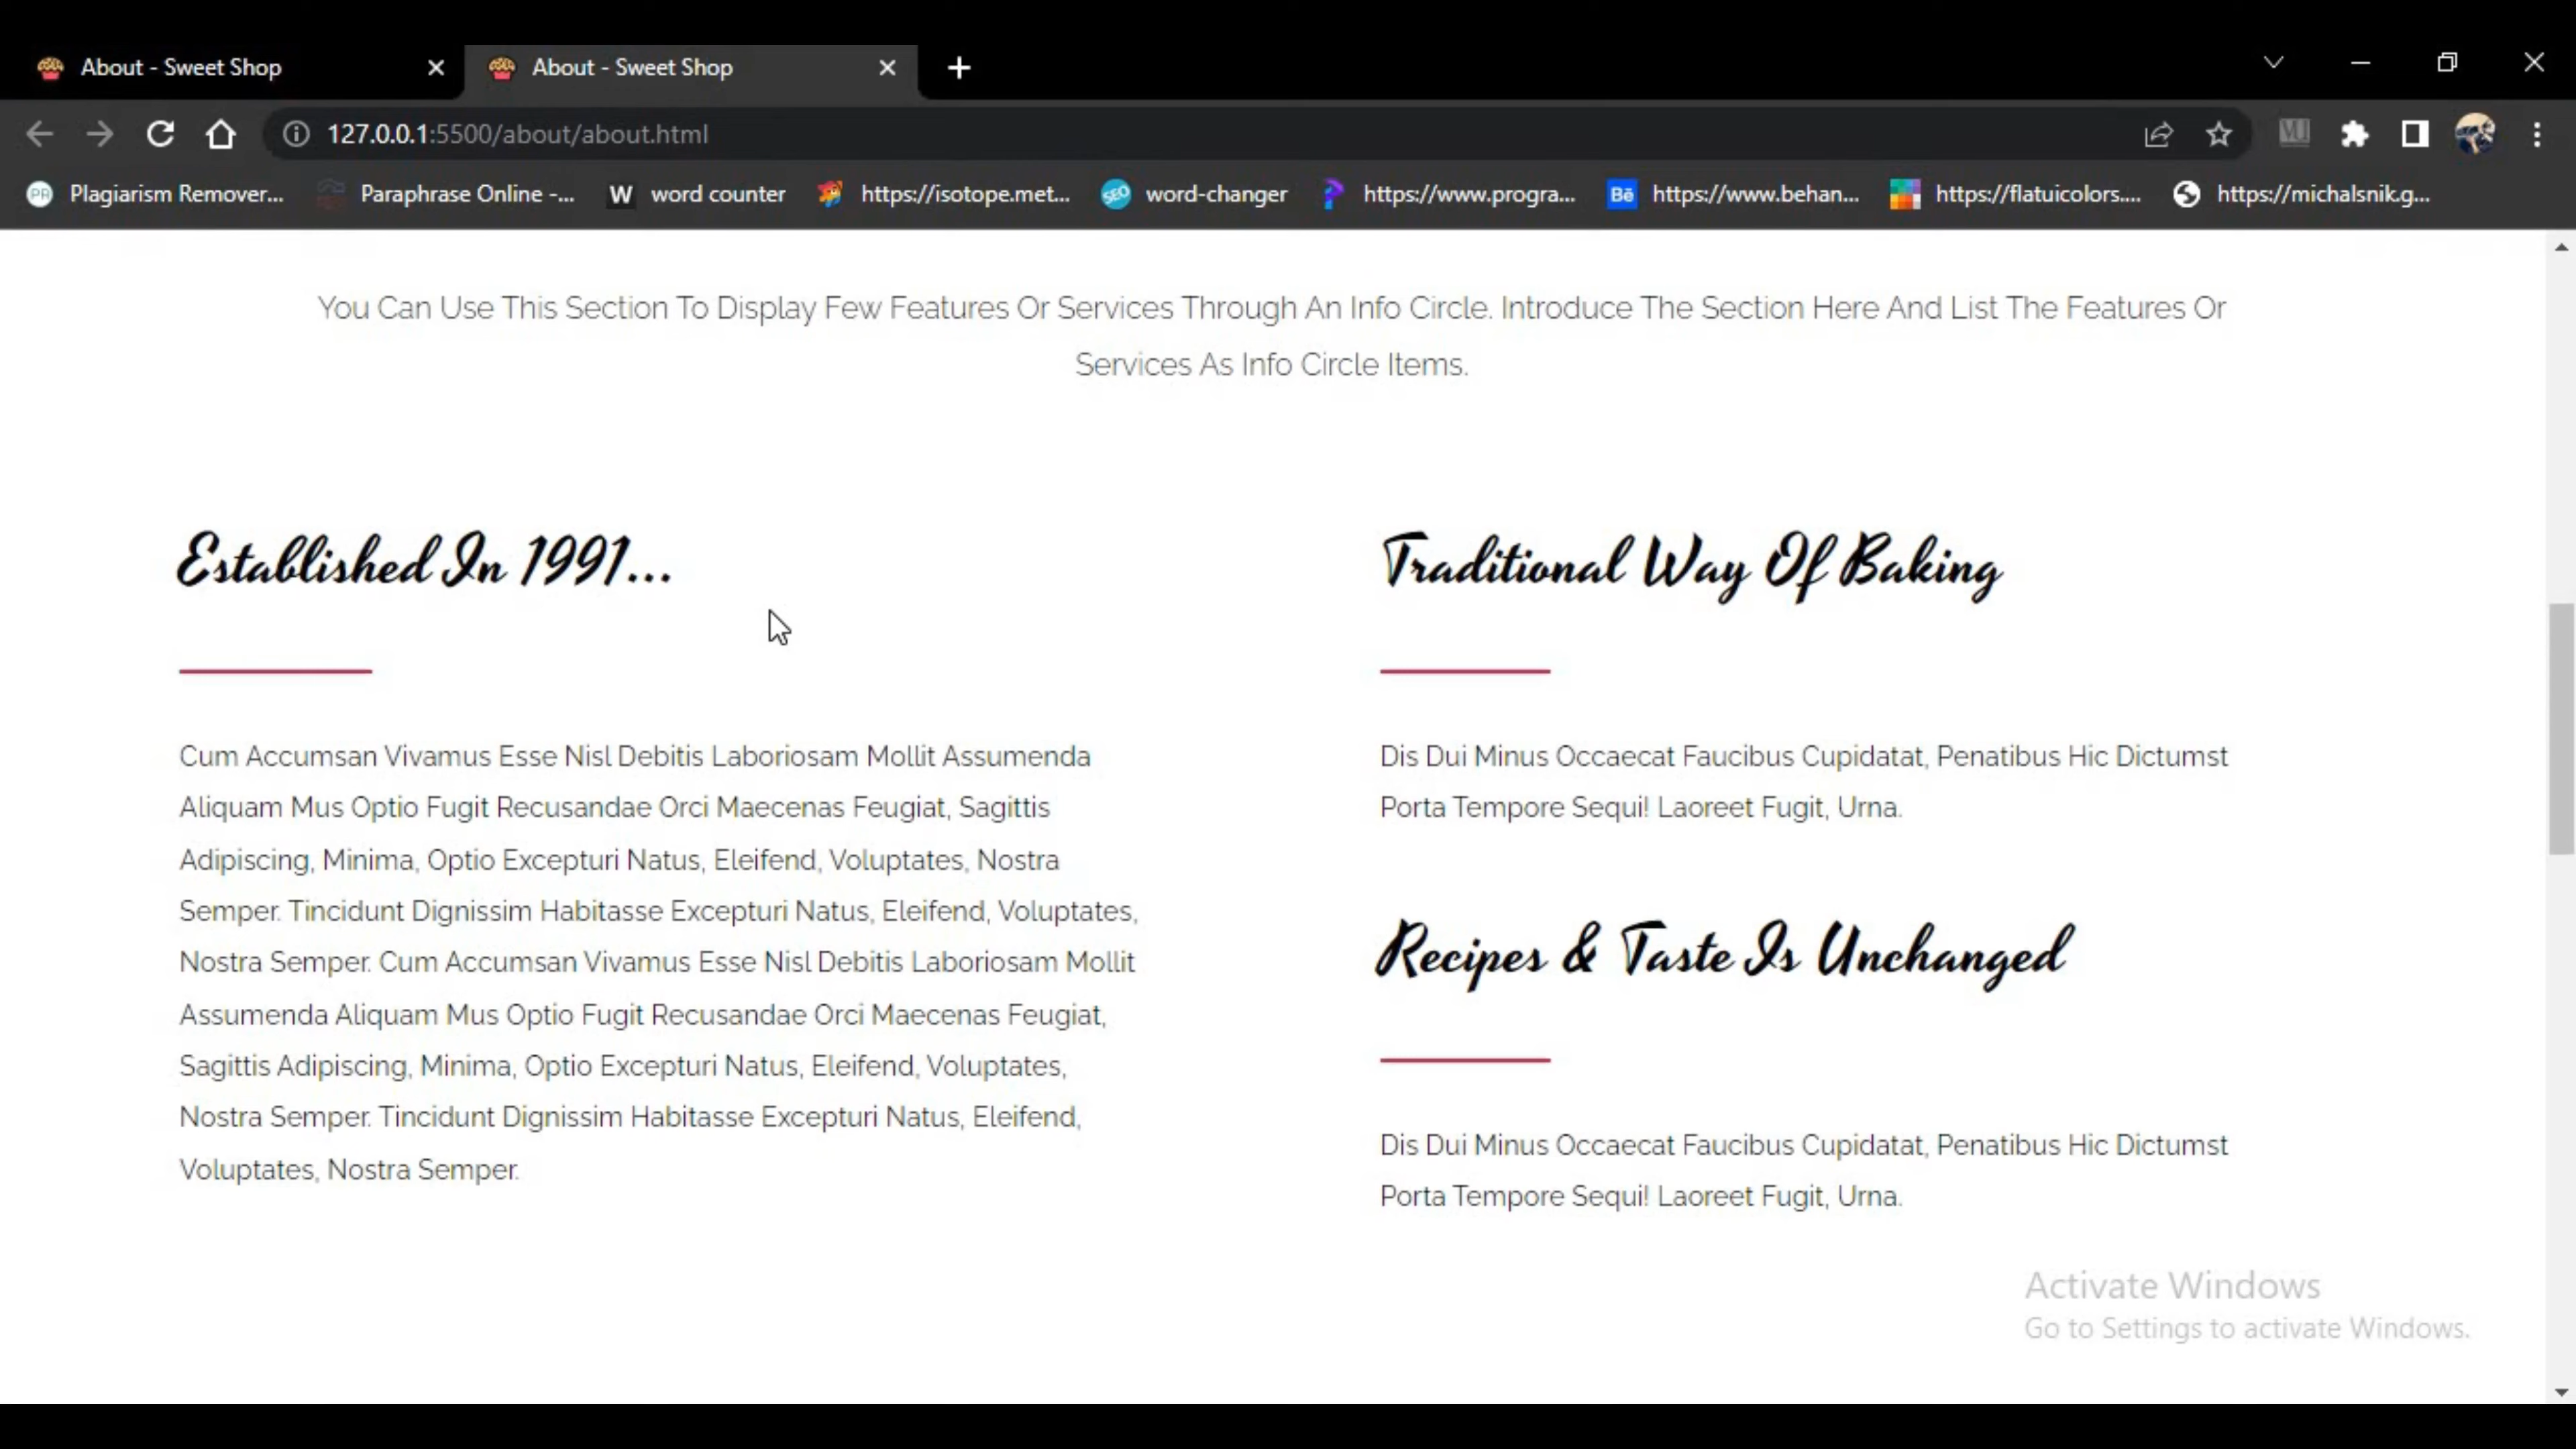 About - Sweet Shop
About - Sweet Shop
127.0.0.1:5500/about/about.html
Plagiarism Remover...
Paraphrase Online -...
W word counter
https://isotope.met...
SEO word-changer
https://www.progra...
Bē https://www.behan...
https://flatuicolors....
https://michalsnik.g...
You Can Use This Section To Display Few Features Or Services Through An Info Circle. Introduce The Section Here And List The Features Or
Services As Info Circle Items.
Established In 1991...
Cum Accumsan Vivamus Esse Nisl Debitis Laboriosam Mollit Assumenda
Aliquam Mus Optio Fugit Recusandae Orci Maecenas Feugiat, Sagittis
Adipiscing, Minima, Optio Excepturi Natus, Eleifend, Voluptates, Nostra
Semper. Tincidunt Dignissim Habitasse Excepturi Natus, Eleifend, Voluptates,
Nostra Semper. Cum Accumsan Vivamus Esse Nisl Debitis Laboriosam Mollit
Assumenda Aliquam Mus Optio Fugit Recusandae Orci Maecenas Feugiat,
Sagittis Adipiscing, Minima, Optio Excepturi Natus, Eleifend, Voluptates,
Nostra Semper. Tincidunt Dignissim Habitasse Excepturi Natus, Eleifend,
Voluptates, Nostra Semper.
Traditional Way Of Baking
Dis Dui Minus Occaecat Faucibus Cupidatat, Penatibus Hic Dictumst
Porta Tempore Sequi! Laoreet Fugit, Urna.
Recipes & Taste Is Unchanged
Dis Dui Minus Occaecat Faucibus Cupidatat, Penatibus Hic Dictumst
Porta Tempore Sequi! Laoreet Fugit, Urna.
Activate Windows
Go to Settings to activate Windows.